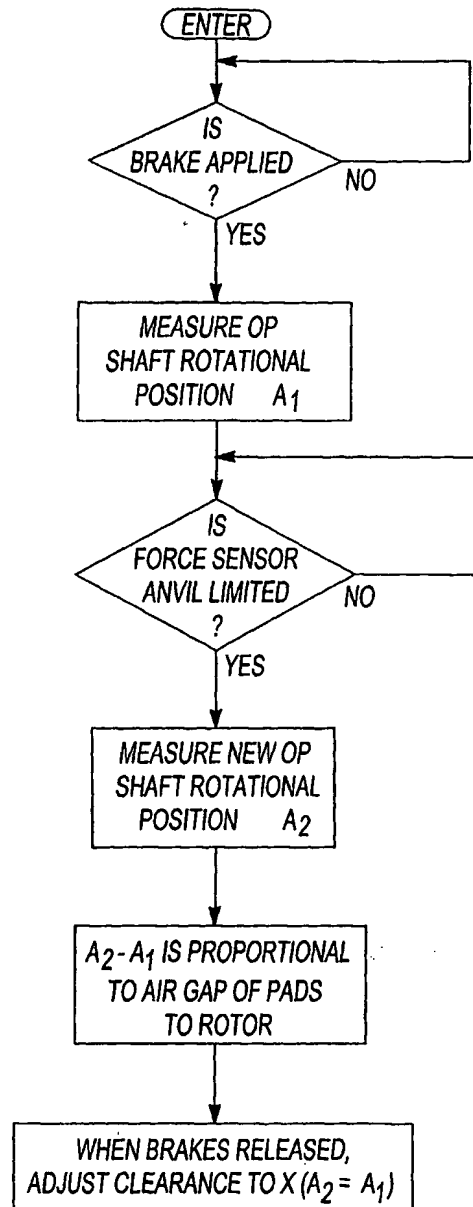 ENTER
IS
BRAKE APPLIED
?
NO
YES
MEASURE OP
SHAFT ROTATIONAL
POSITION A1
IS
FORCE SENSOR
ANVIL LIMITED
?
NO
YES
MEASURE NEW OP
SHAFT ROTATIONAL
POSITION A2
A2-A1 IS PROPORTIONAL
TO AIR GAP OF PADS
TO ROTOR
WHEN BRAKES RELEASED,
ADJUST CLEARANCE TO X (A2 = A1)